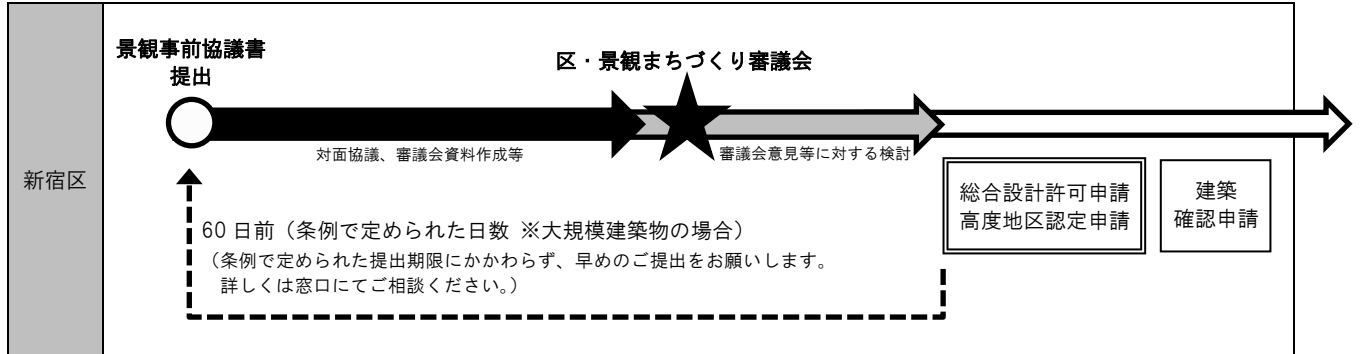 景観事前協議書
提出
区・景観まちづくり審議会
対面協議、審議会資料作成等
審議会意見等に対する検討
新宿区
総合設計許可申請
高度地区認定申請
建築
確認申請
60日前（条例で定められた日数 ※大規模建築物の場合）
（条例で定められた提出期限にかかわらず、早めのご提出をお願いします。
詳しくは窓口にてご相談ください。）